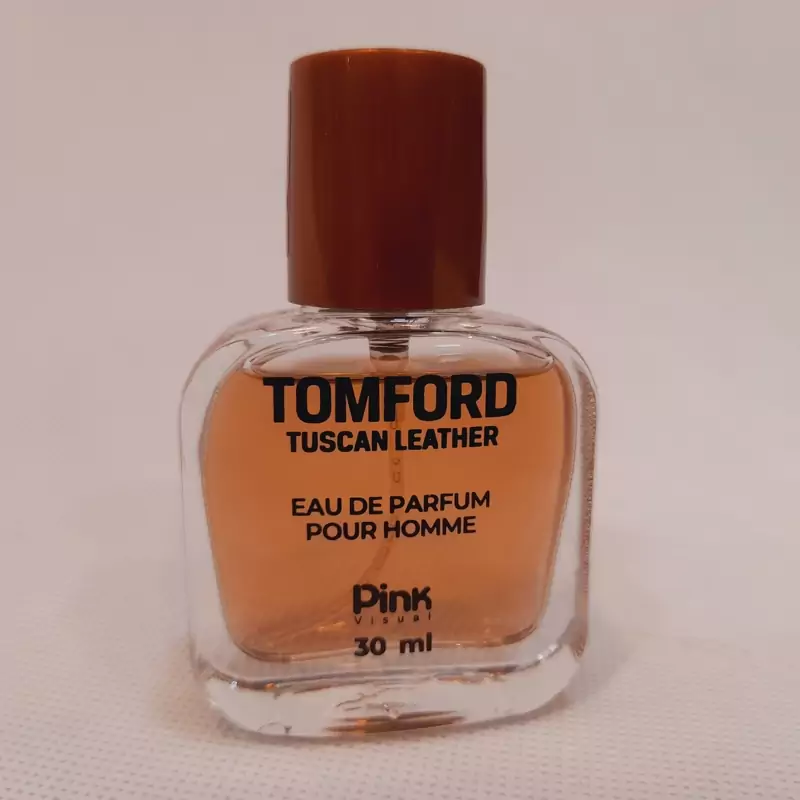 TOMFORD
TUSCAN LEATHER
EAU DE PARFUM
POUR HOMME
Pink
Visual
30 ml